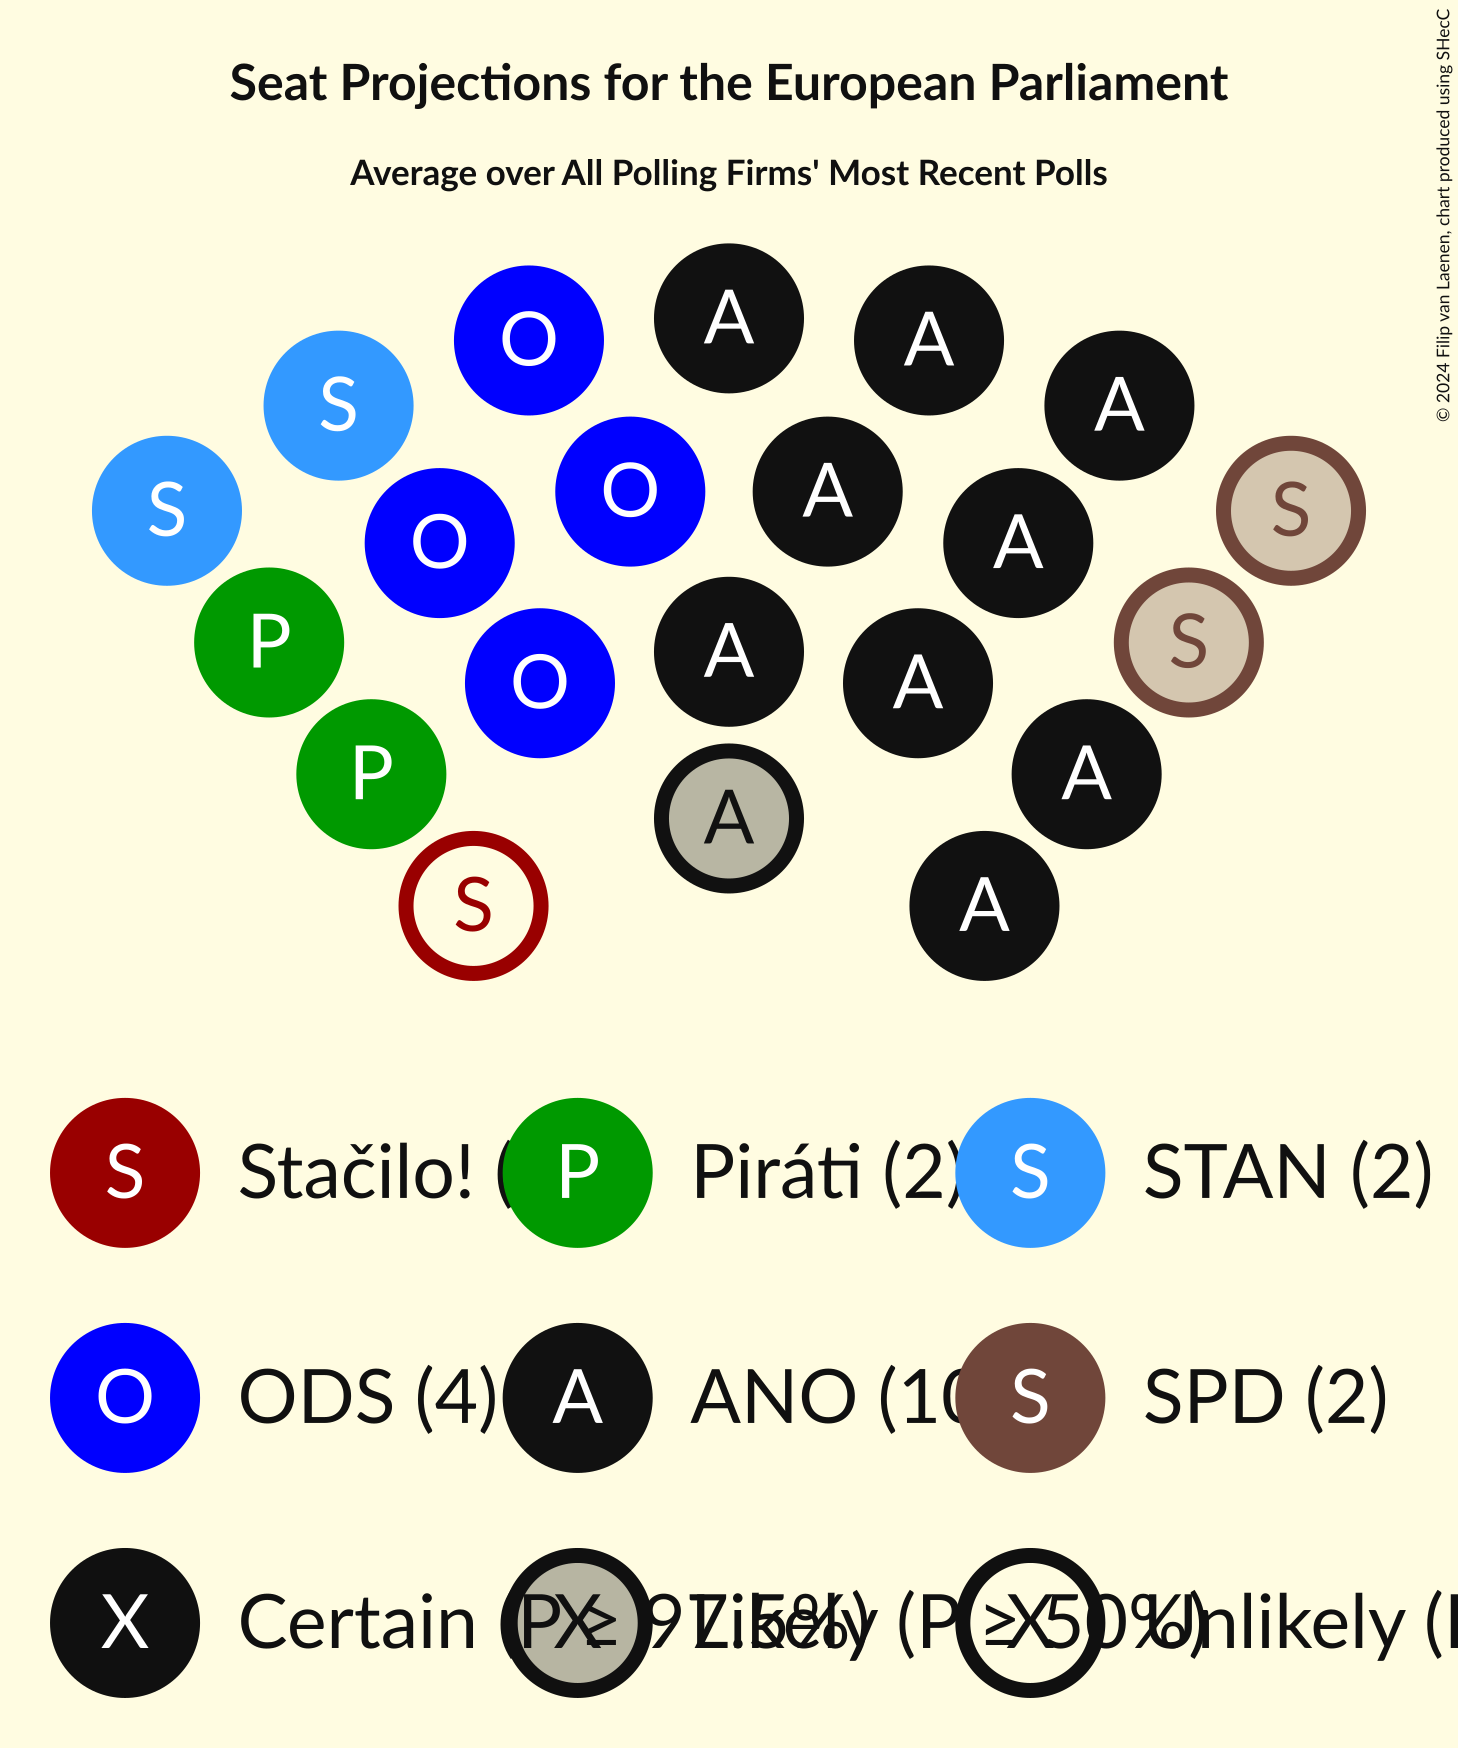 Seat Projections for the European Parliament
Average over All Polling Firms' Most Recent Polls
© 2024 Filip van Laenen, chart produced using SHecC
A
O A
S A
S O A S
O A
P A S
O A
P A
A
S A
S Stačilo! ( P Piráti (2) S STAN (2)
O ODS (4) A ANO (10 S SPD (2)
X Certain (P ≥ 97.5%) X Likely (P ≥ 50%) X Unlikely (